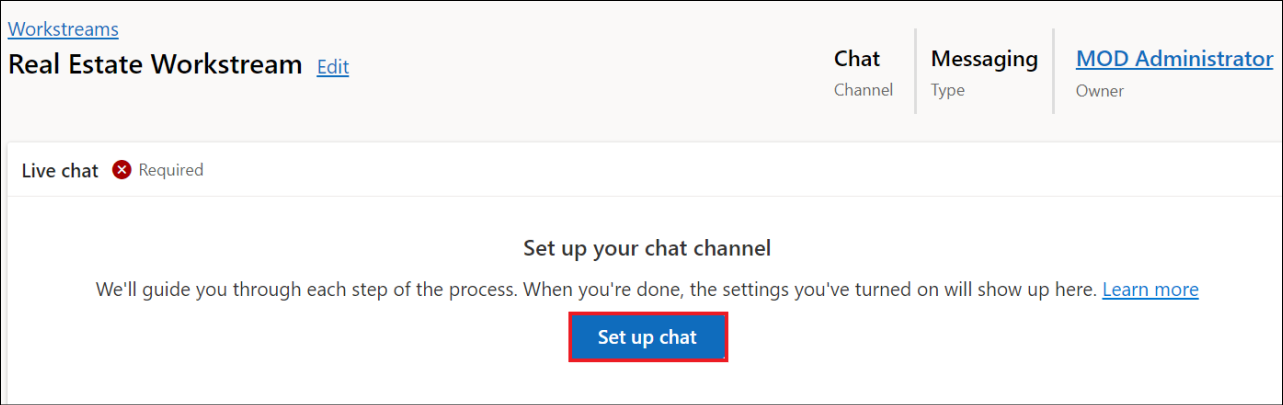 Workstreams
Real Estate Workstream Edit
Chat
Channel
Messaging
Type
MOD Administrator
Owner
Live chat Required
Set up your chat channel
We'll guide you through each step of the process. When you're done, the settings you've turned on will show up here. Learn more
Set up chat